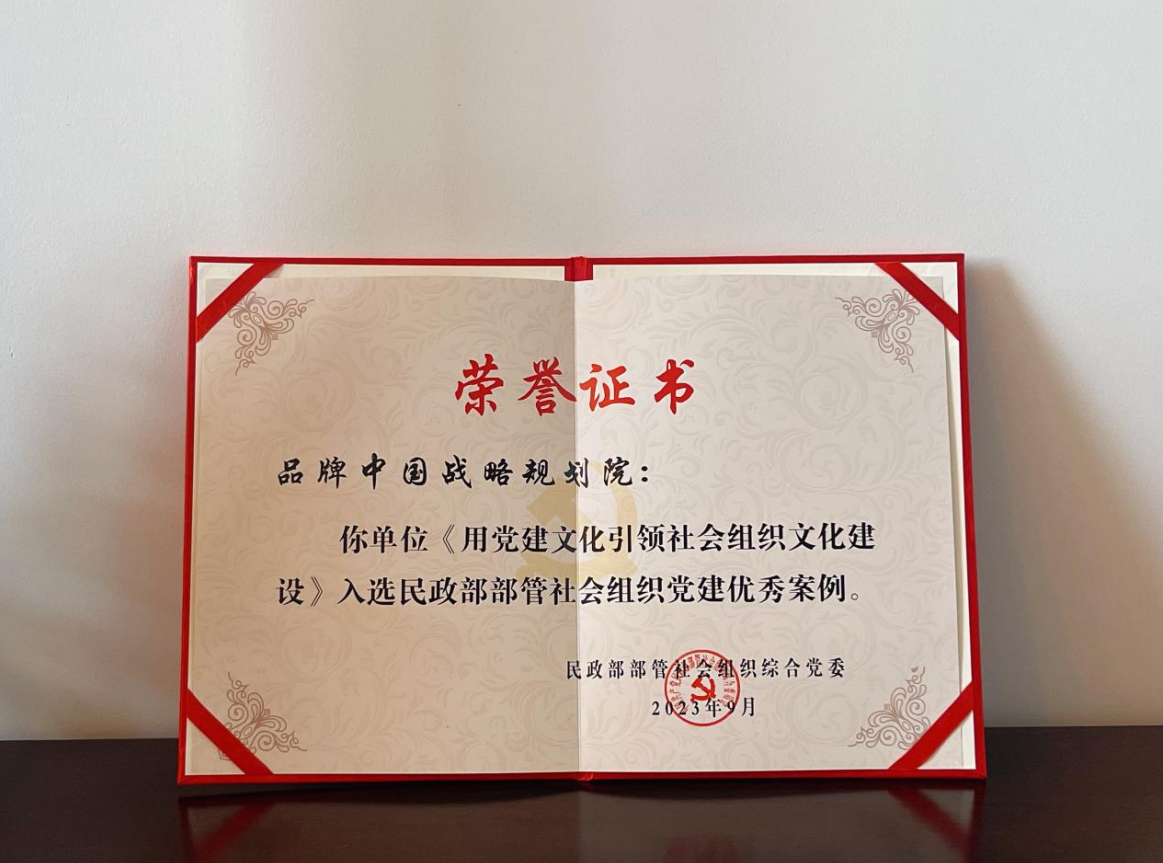 荣誉证书
品牌中国战略规划院：
你单位《用党建文化引领社会组织文化建
设》入选民政部部管社会组织党建优秀案例。
民政部部管社会组织综合党委
2023年9月